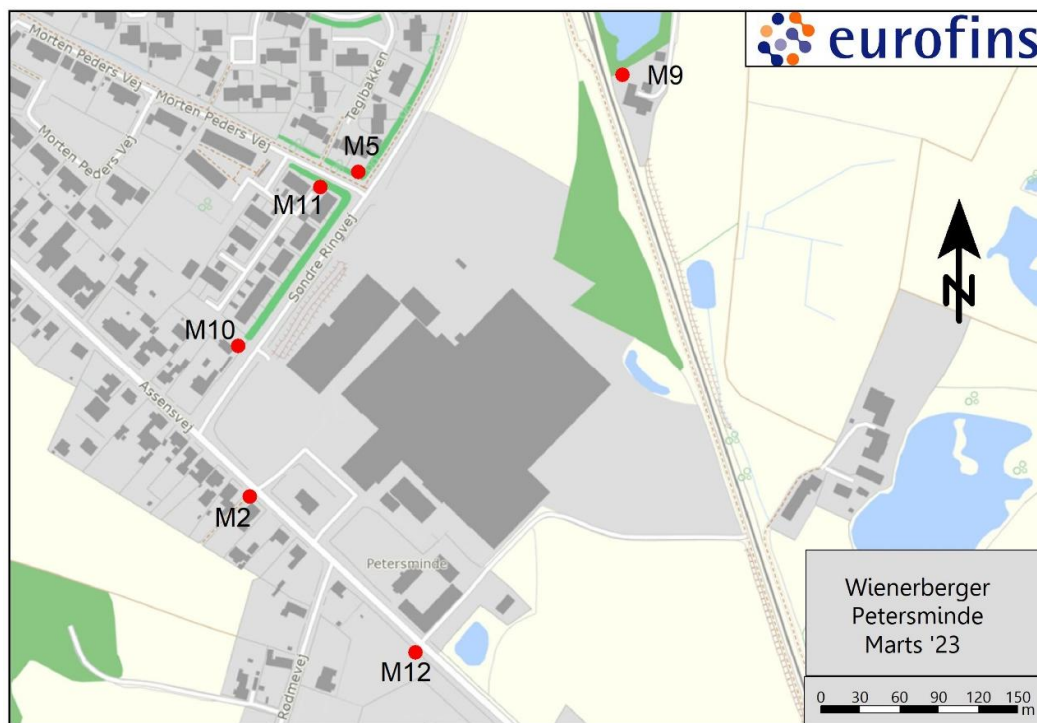 eurofins
Morten Peders Vej
Morten Peders Vej
Morten Peders Vej
Teglbakken
M9
M5
M11
Søndre Ringvej
M10
Assensvej
M2
Petersminde
M12
Rødmevej
N
Wienerberger
Petersminde
Marts '23
0 30 60 90 120 150
m